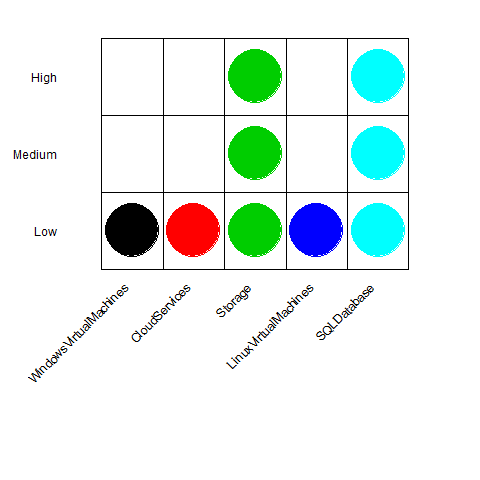 High
Medium
Low
WindowsVirtualMachines
CloudServices
Storage
LinuxVirtualMachines
SQLDatabase